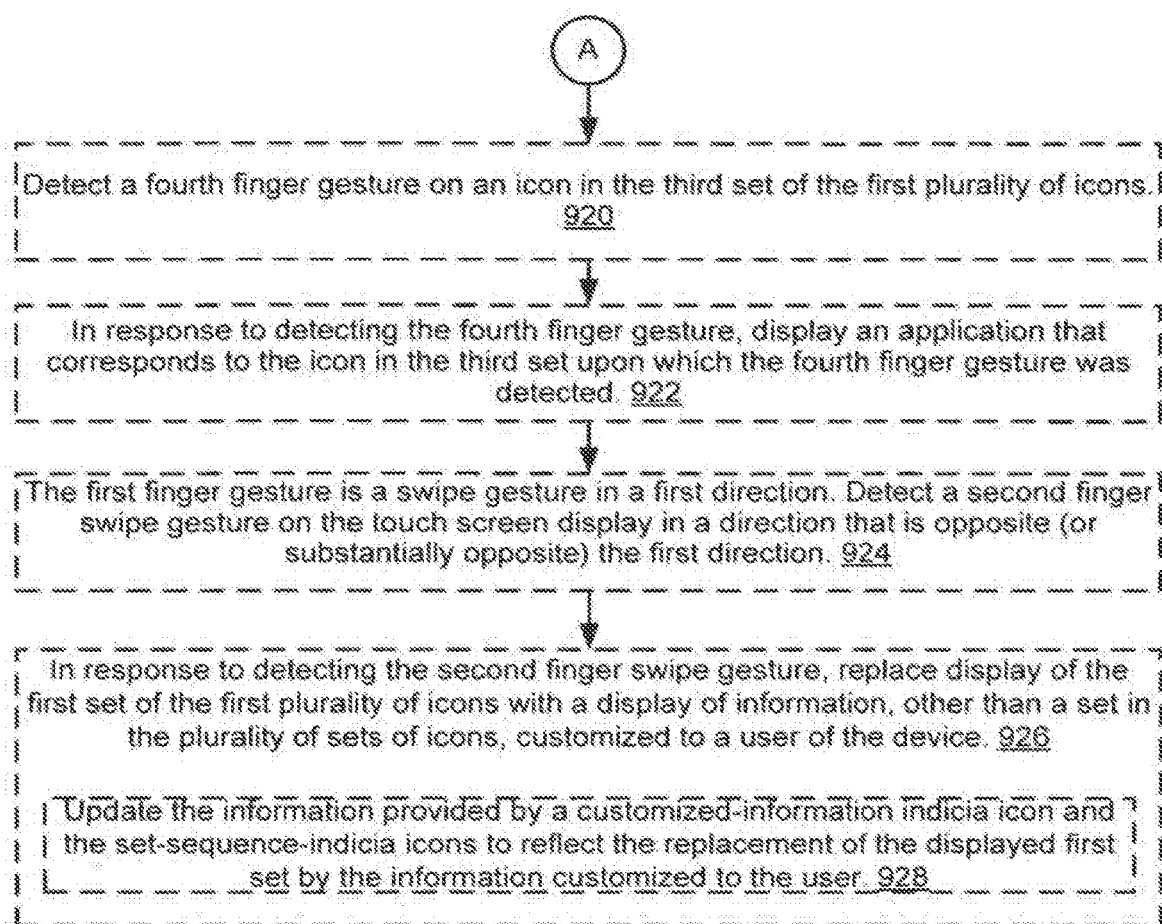 A
Detect a fourth finger gesture on an icon in the third set of the first plurality of icons.
920
In response to detecting the fourth finger gesture, display an application that
corresponds to the icon in the third set upon which the fourth finger gesture was
detected. 922
The first finger gesture is a swipe gesture in a first direction. Detect a second finger
swipe gesture on the touch screen display in a direction that is opposite (or
substantially opposite) the first direction. 924
In response to detecting the second finger swipe gesture, replace display of the
first set of the first plurality of icons with a display of information, other than a set in
the plurality of sets of icons, customized to a user of the device. 926
Update the information provided by a customized-information indicia icon and
the set-sequence-indicia icons to reflect the replacement of the displayed first
set by the information customized to the user. 928